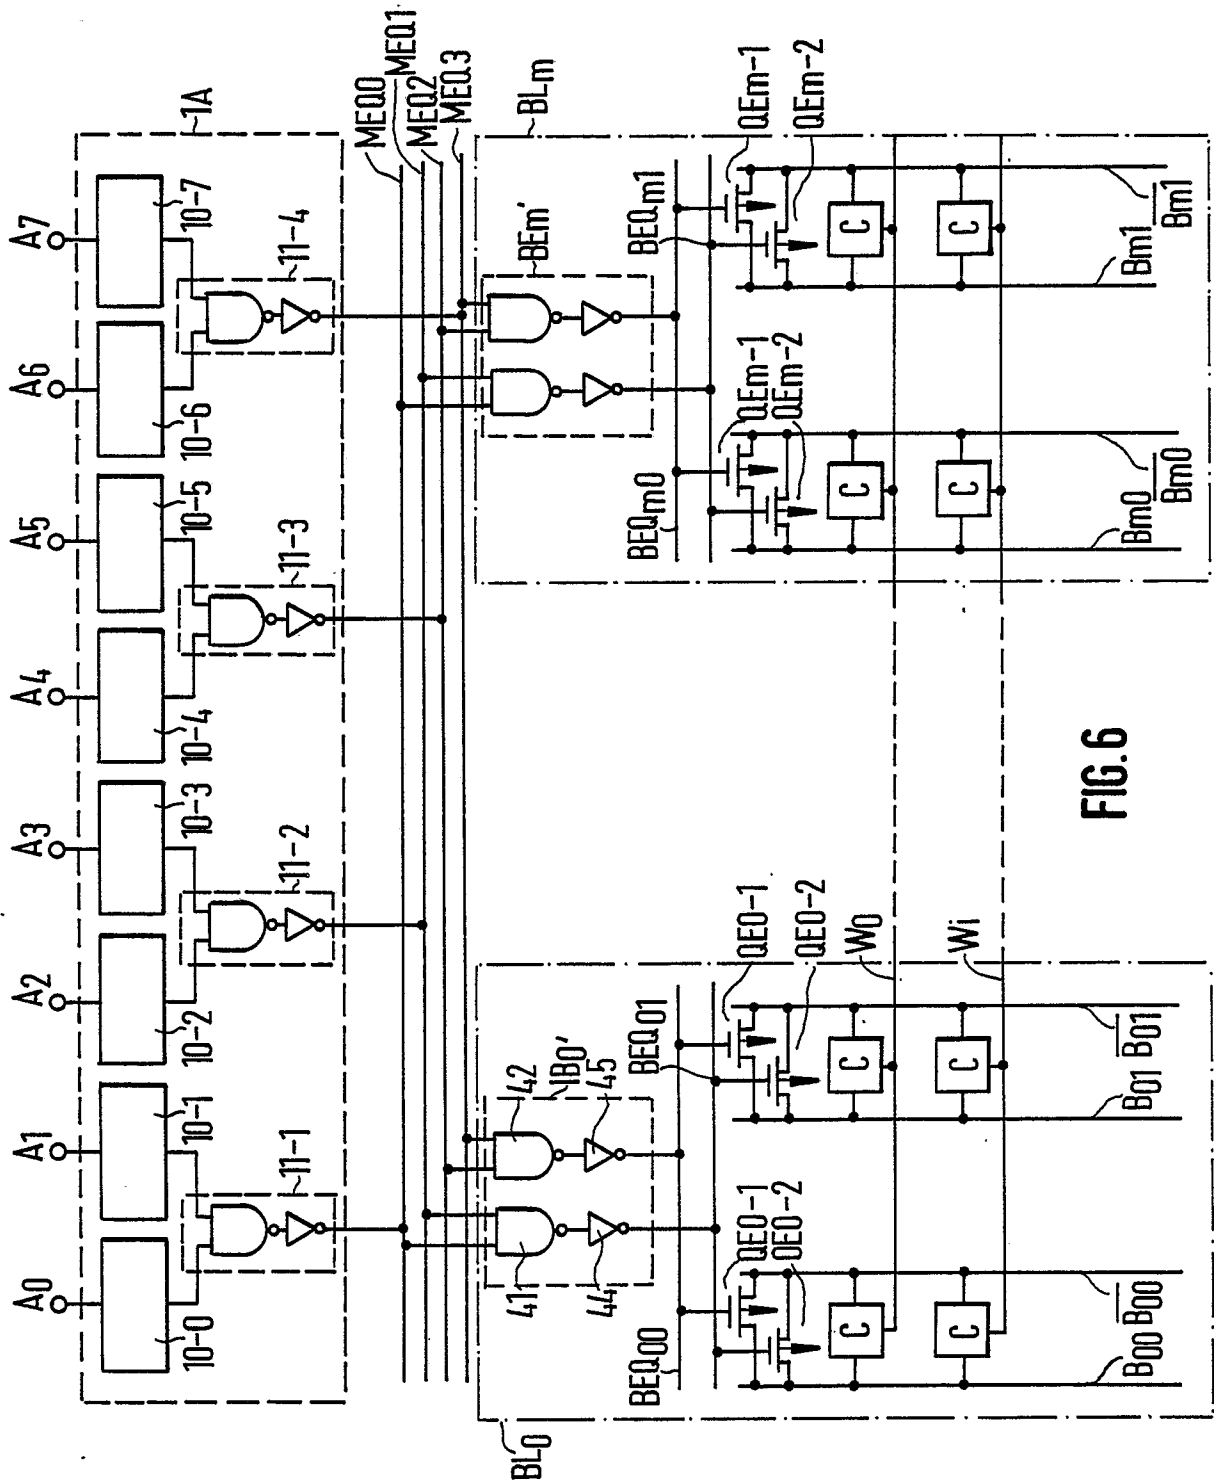 A0
A1
A2
A3
A4
A5
A6
A7
1A
10-0
10-1
10-2
10-3
10-4
10-5
10-6
10-7
11-1
11-2
11-3
11-4
MEQ0
MEQ1
MEQ2
MEQ3
BL0
BLm
41
42
1B0'
44
45
BEm'
BEQ00
BEQ01
BEQm0
BEQm1
QE0-1
OE0-2
QE0-1
QE0-2
QEm-1
QEm-2
QEm-1
QEm-2
W0
Wi
C
C
C
C
C
C
C
C
B00
B00
B01
B01
Bm0
Bm0
Bm1
Bm1
FIG.6